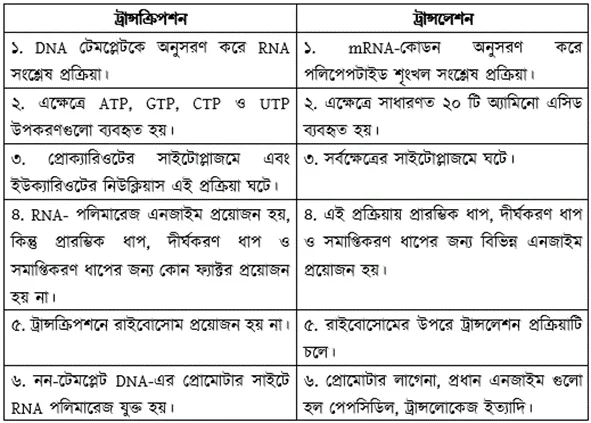 ট্রান্সক্রিপশন
ট্রান্সলেশন
১. DNA টেমপ্লেটকে অনুসরণ করে RNA
সংশ্লেষ প্রক্রিয়া।
১. mRNA-কোডন অনুসরণ করে
পলিপেপটাইড শৃংখল সংশ্লেষ প্রক্রিয়া।
২. এক্ষেত্রে ATP, GTP, CTP ও UTP
উপকরণগুলো ব্যবহৃত হয়।
২. এক্ষেত্রে সাধারণত ২০ টি অ্যামিনো এসিড
ব্যবহৃত হয়।
৩. প্রোক্যারিওটের সাইটোপ্লাজমে এবং
ইউক্যারিওটের নিউক্লিয়াস এই প্রক্রিয়া ঘটে।
৩. সর্বক্ষেত্রের সাইটোপ্লাজমে ঘটে।
৪. RNA- পলিমারেজ এনজাইম প্রয়োজন হয়,
কিন্তু প্রারম্ভিক ধাপ, দীর্ঘকরণ ধাপ ও
সমাপ্তিকরণ ধাপের জন্য কোন ফ্যাক্টর প্রয়োজন
হয় না।
৪. এই প্রক্রিয়ায় প্রারম্ভিক ধাপ, দীর্ঘকরণ ধাপ
ও সমাপ্তিকরণ ধাপের জন্য বিভিন্ন এনজাইম
প্রয়োজন হয়।
৫. ট্রান্সক্রিপশনে রাইবোসোম প্রয়োজন হয় না।
৫. রাইবোসোমের উপরে ট্রান্সলেশন প্রক্রিয়াটি
চলে।
৬. নন-টেমপ্লেট DNA-এর প্রোমোটার সাইটে
RNA পলিমারেজ যুক্ত হয়।
৬. প্রোমোটার লাগেনা, প্রধান এনজাইম গুলো
হল পেপসিডিল, ট্রান্সলোকেজ ইত্যাদি।